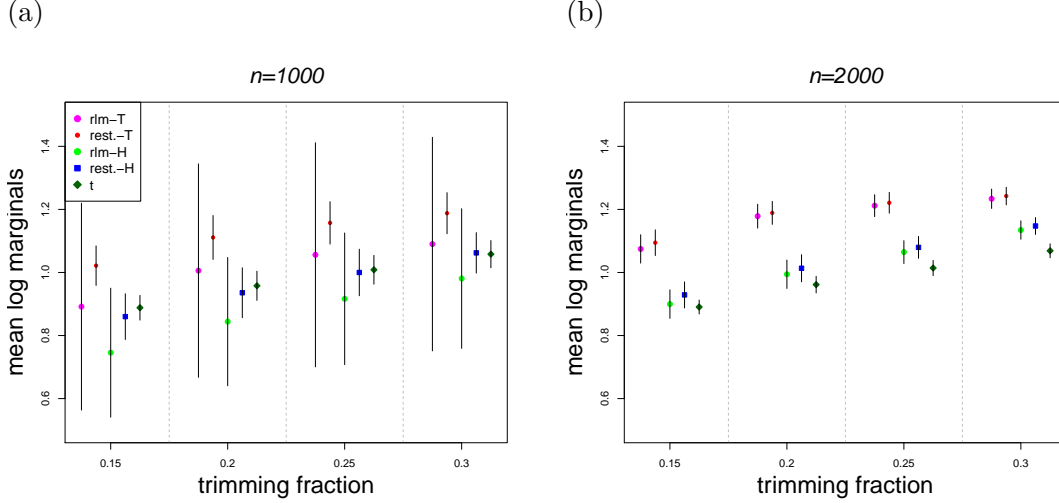 (a)
n=1000
mean log marginals
1.4
1.2
1.0
0.8
0.6
rlm−T
rest.−T
rlm−H
rest.−H
t
0.15
0.2
0.25
0.3
trimming fraction
(b)
n=2000
mean log marginals
1.4
1.2
1.0
0.8
0.6
0.15
0.2
0.25
0.3
trimming fraction